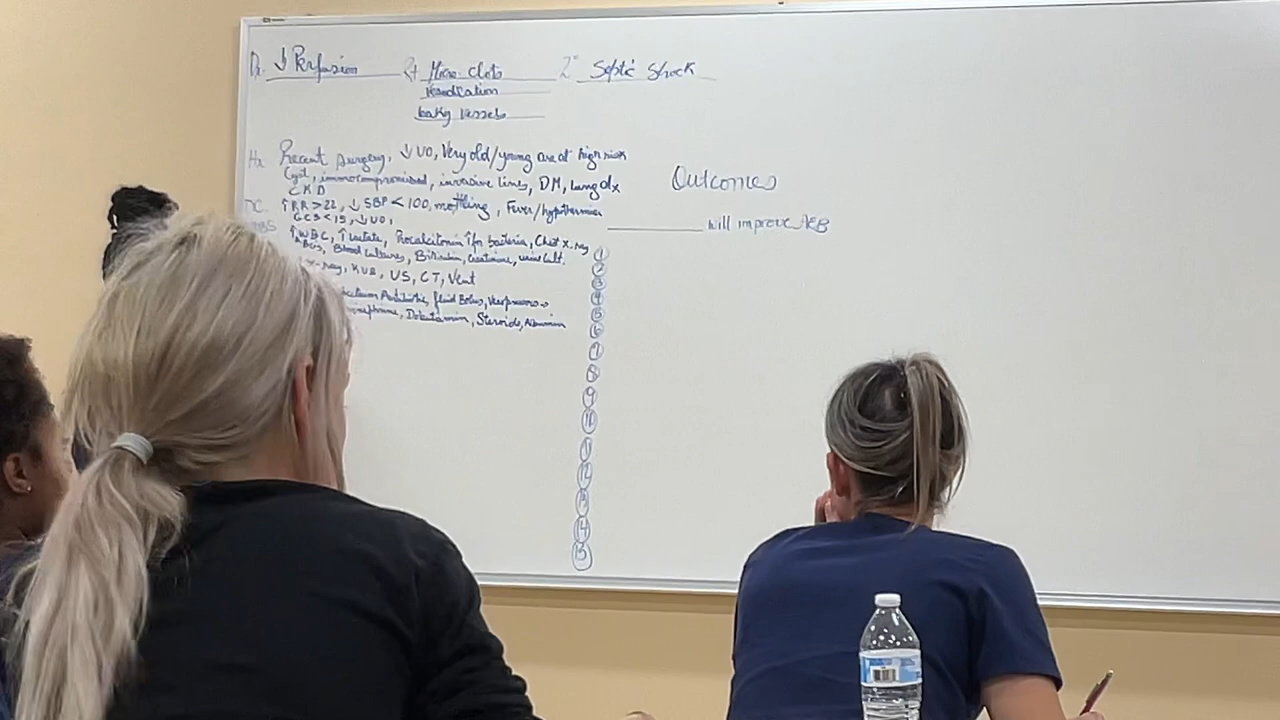 Dx ↓ Perfusion R+ Micro clots 2° Septic Shock
Vasodilation
Leaky vessels
Hx Recent surgery, ↓ UO, Very old/young are at high risk
Cyst, immunocompromised, invasive lines, DM, Lung dx
CKD
↑RR >22, ↓ SBP < 100, mottling, Fever/hypothermia
GCS < 15, ↓UO,
↑WBC, ↑lactate, Procalcitonin ↑for bacteria, Chest x-ray
ABGs, Blood cultures, Bilirubin, Creatinine, urine cult.
X-ray, KUB, US, CT, Vent
Antibiotic, fluid Bolus, Vasopressors
Dobutamin, Steroids, Albumin
Outcomes
will improve AEB
1
2
3
4
5
6
7
8
9
10
11
12
13
14
15